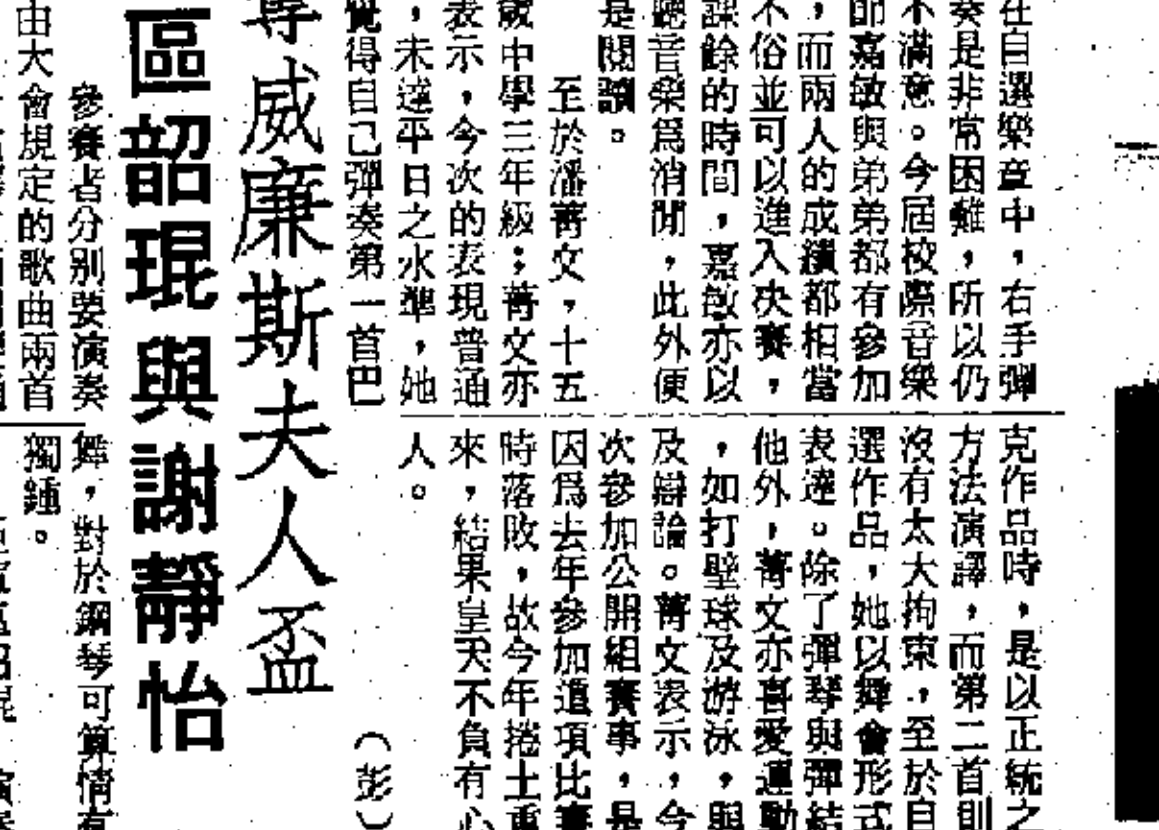 在自選樂章中，右手彈
奏是非常困難，所以仍
不滿意。今屆校際音樂
節嘉敏與弟弟都有參加
，而兩人的成績都相當
不俗並可以進入決賽，
課餘的時間，嘉敏亦以
聽音樂爲消閒，此外便
是閱讀。
至於潘菁文，十五
歲中學三年級；菁文亦
表示，今次的表現普通
，未達平日之水準，她
覺得自己彈奏第一首巴
克作品時，是以正統之
方法演譯，而第二首則
沒有太大拘束，至於自
選作品，她以舞會形式
表達。除了彈琴與彈結
他外，菁文亦喜愛運動
，如打壁球及游泳，與
及辯論。菁文表示，今
次參加公開組賽事，是
因爲去年參加這項比賽
時落敗，故今年捲土重
來，結果皇天不負有心
人。
（彭）
奪威廉斯夫人盃
區韶琨與謝靜怡
參賽者分別要演奏
由大會規定的歌曲兩首
舞，對於鋼琴可算情有
獨鍾。